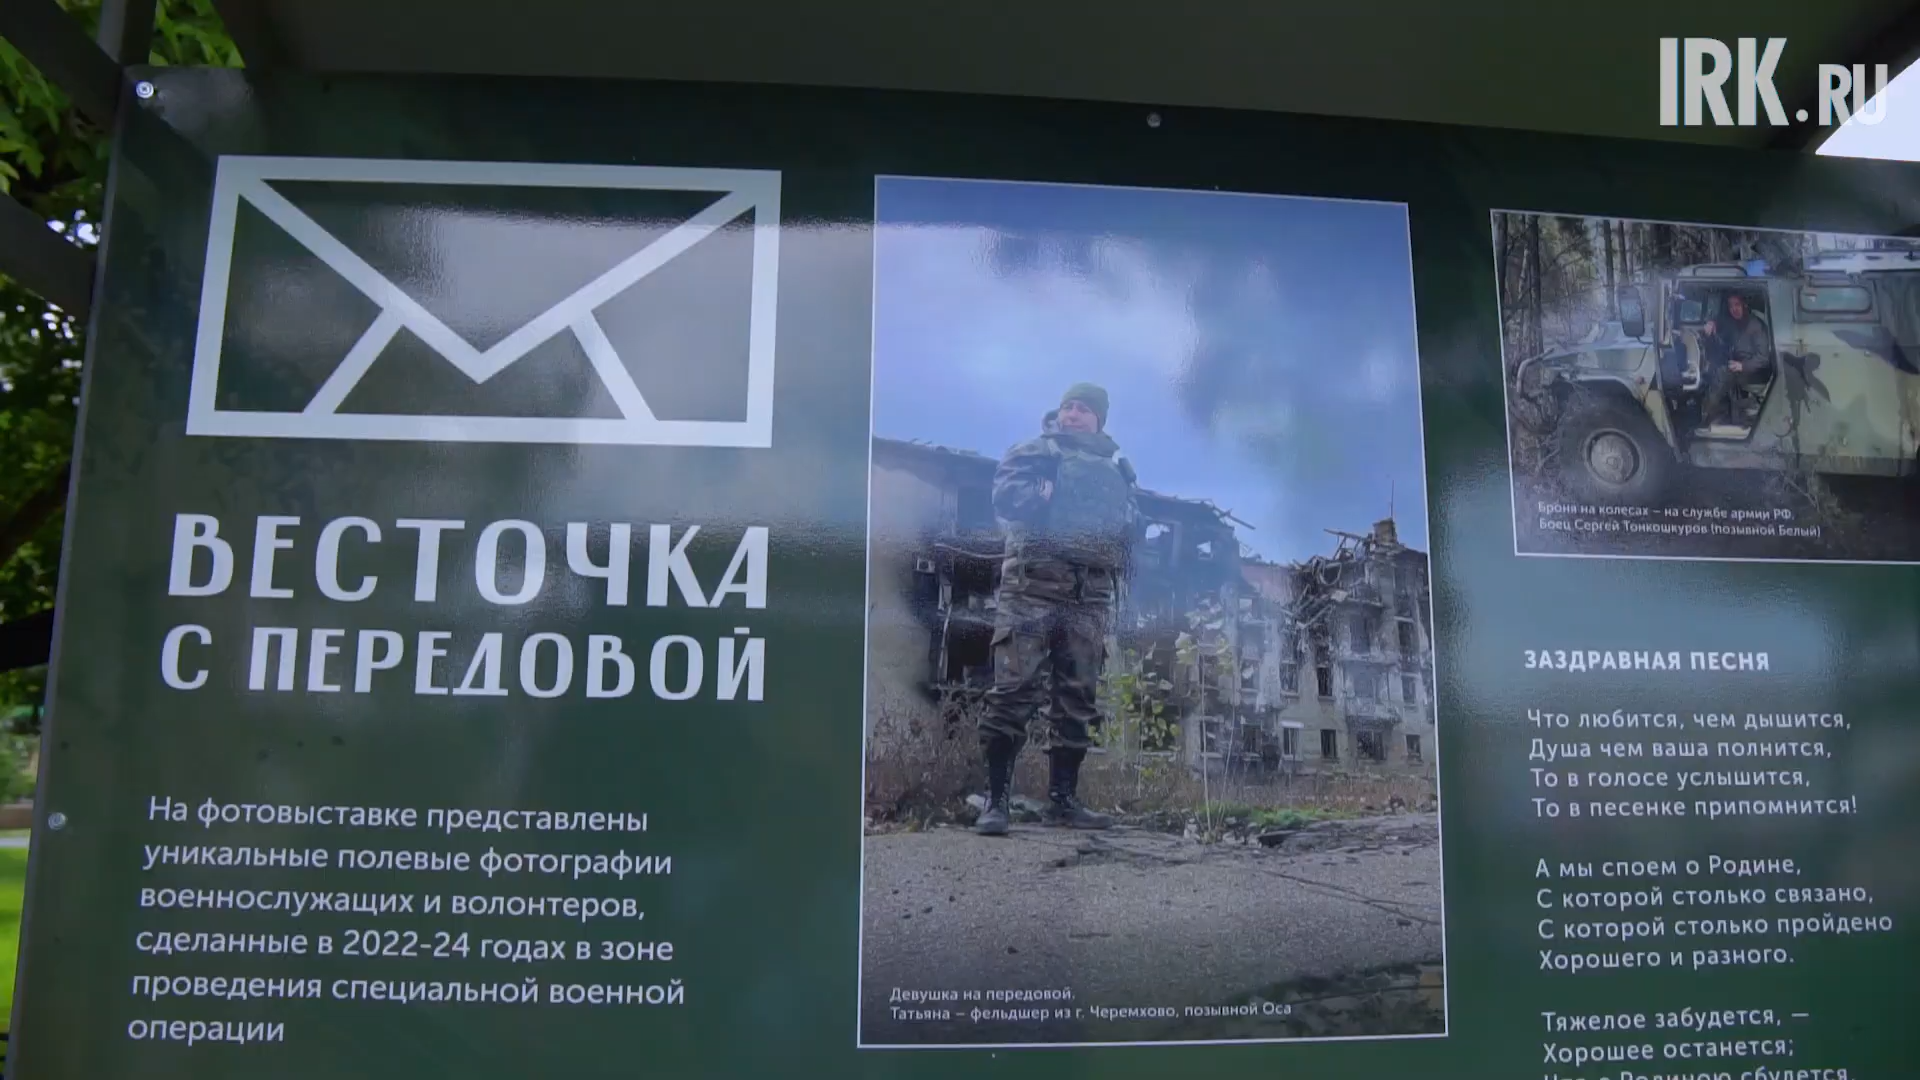 IRK.RU
ВЕСТОЧКА
С ПЕРЕДОВОЙ
На фотовыставке представлены
уникальные полевые фотографии
военнослужащих и волонтеров,
сделанные в 2022-24 годах в зоне
проведения специальной военной
операции
Девушка на передовой.
Татьяна – фельдшер из г. Черемхово, позывной Оса
Броня на колесах – на службе армии РФ.
Боец Сергей Тонкошкуров (позывной Белый)
ЗАЗДРАВНАЯ ПЕСНЯ
Что любится, чем дышится,
Душа чем ваша полнится,
То в голосе услышится,
То в песенке припомнится!
А мы споем о Родине,
С которой столько связано,
С которой столько пройдено
Хорошего и разного.
Тяжелое забудется, –
Хорошее останется;
Что с Родиною сбудется,